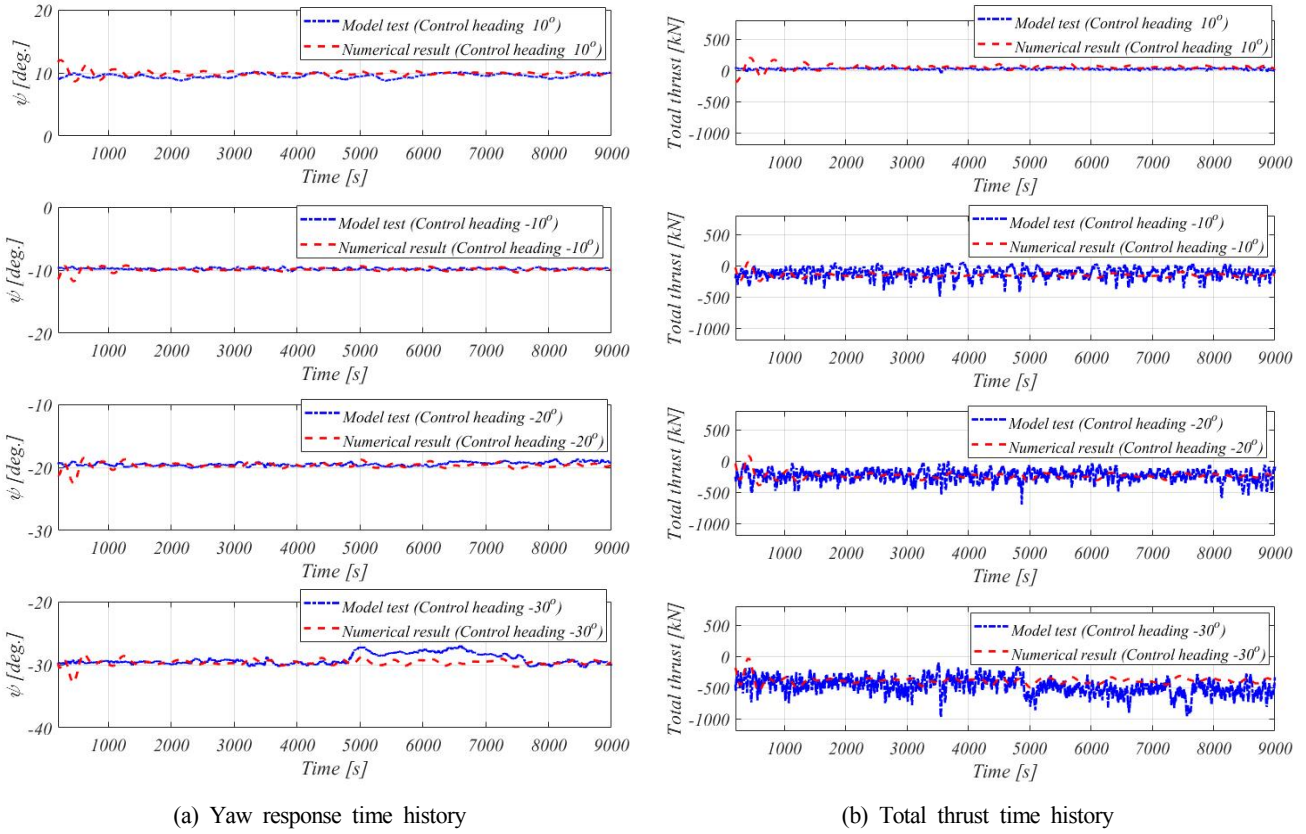 20
10
0
ψ [deg.]
Model test (Control heading 10°)
Numerical result (Control heading 10°)
1000 2000 3000 4000 5000 6000 7000 8000 9000
Time [s]
0
-10
-20
ψ [deg.]
Model test (Control heading -10°)
Numerical result (Control heading -10°)
1000 2000 3000 4000 5000 6000 7000 8000 9000
Time [s]
-10
-20
-30
ψ [deg.]
Model test (Control heading -20°)
Numerical result (Control heading -20°)
1000 2000 3000 4000 5000 6000 7000 8000 9000
Time [s]
-20
-30
-40
ψ [deg.]
Model test (Control heading -30°)
Numerical result (Control heading -30°)
1000 2000 3000 4000 5000 6000 7000 8000 9000
Time [s]
(a) Yaw response time history
500
0
-500
-1000
Total thrust [kN]
Model test (Control heading 10°)
Numerical result (Control heading 10°)
1000 2000 3000 4000 5000 6000 7000 8000 9000
Time [s]
500
0
-500
-1000
Total thrust [kN]
Model test (Control heading -10°)
Numerical result (Control heading -10°)
1000 2000 3000 4000 5000 6000 7000 8000 9000
Time [s]
500
0
-500
-1000
Total thrust [kN]
Model test (Control heading -20°)
Numerical result (Control heading -20°)
1000 2000 3000 4000 5000 6000 7000 8000 9000
Time [s]
500
0
-500
-1000
Total thrust [kN]
Model test (Control heading -30°)
Numerical result (Control heading -30°)
1000 2000 3000 4000 5000 6000 7000 8000 9000
Time [s]
(b) Total thrust time history